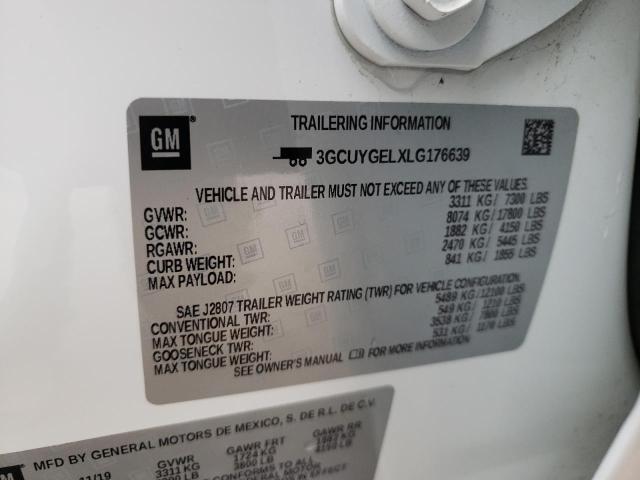 GM
TRAILERING INFORMATION
3GCUYGELXLG176639
VEHICLE AND TRAILER MUST NOT EXCEED ANY OF THESE VALUES.
GVWR: 3311 KG/ 7300 LBS
GCWR: 8074 KG/17800 LBS
RGAWR: 1882 KG/ 4150 LBS
CURB WEIGHT: 2470 KG/ 5445 LBS
MAX PAYLOAD: 841 KG/ 1855 LBS
SAE J2807 TRAILER WEIGHT RATING (TWR) FOR VEHICLE CONFIGURATION.
CONVENTIONAL TWR: 5489 KG/12100 LBS
MAX TONGUE WEIGHT: 549 KG/ 1210 LBS
GOOSENECK TWR: 3538 KG/ 7800 LBS
MAX TONGUE WEIGHT: 531 KG/ 1170 LBS
SEE OWNER'S MANUAL FOR MORE INFORMATION.
GM
MFD BY GENERAL MOTORS DE MEXICO, S. DE R.L. DE C.V.
11/19 GVWR GAWR FRT GAWR RR
3311 KG 1724 KG 1882 KG
3800 LB 4150 LB
CONFORMS TO ALL